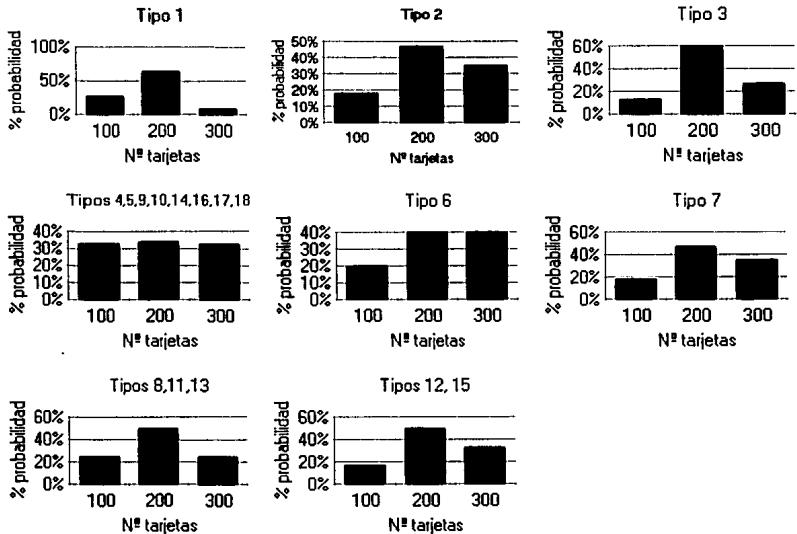 Tipo 1
% probabilidad
100%
50%
0%
100 200 300
Nº tarjetas
Tipo 2
% probabilidad
50%
40%
30%
20%
10%
0%
100 200 300
Nº tarjetas
Tipo 3
% probabilidad
60%
40%
20%
0%
100 200 300
Nº tarjetas
Tipos 4,5,9,10,14,16,17,18
% probabilidad
40%
30%
20%
10%
0%
100 200 300
Nº tarjetas
Tipo 6
% probabilidad
40%
30%
20%
10%
0%
100 200 300
Nº tarjetas
Tipo 7
% probabilidad
60%
40%
20%
0%
100 200 300
Nº tarjetas
Tipos 8,11,13
% probabilidad
60%
40%
20%
0%
100 200 300
Nº tarjetas
Tipos 12, 15
% probabilidad
60%
40%
20%
0%
100 200 300
Nº tarjetas